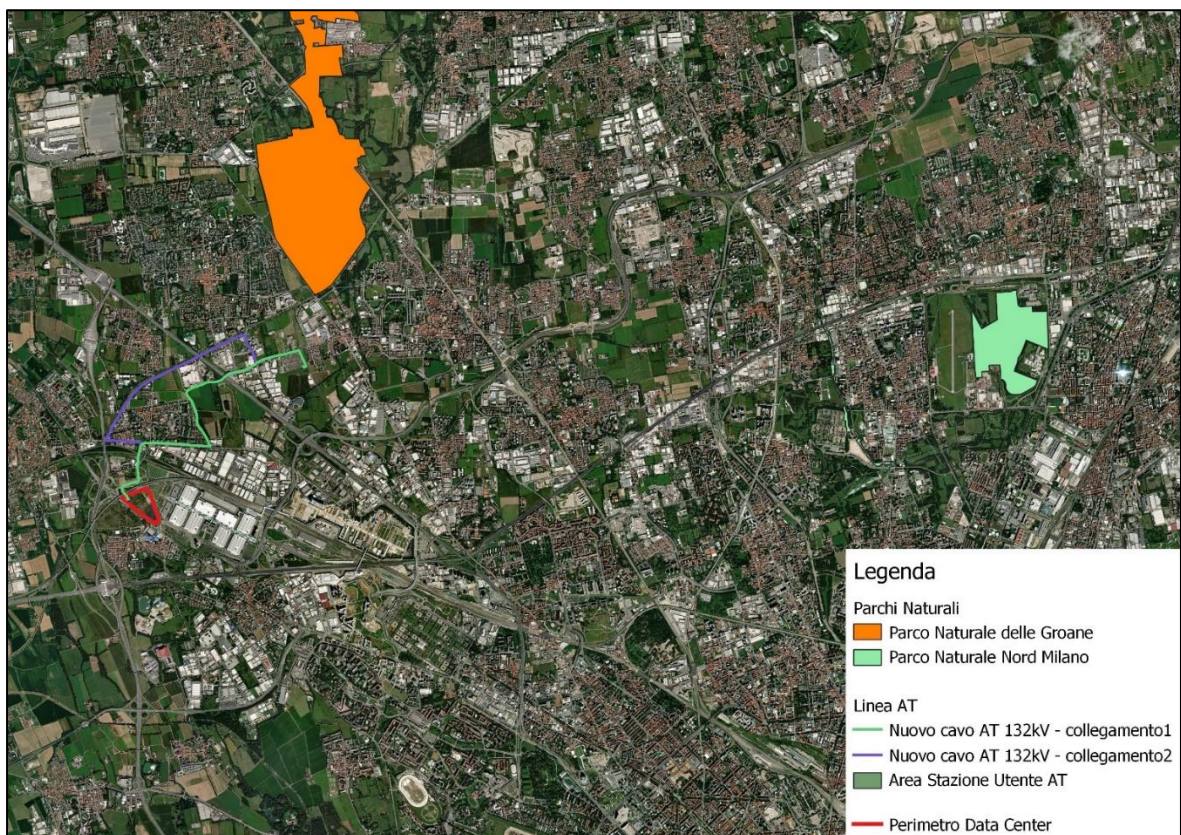 Legenda
Parchi Naturali
Parco Naturale delle Groane
Parco Naturale Nord Milano
Linea AT
Nuovo cavo AT 132kV - collegamento1
Nuovo cavo AT 132kV - collegamento2
Area Stazione Utente AT
Perimetro Data Center